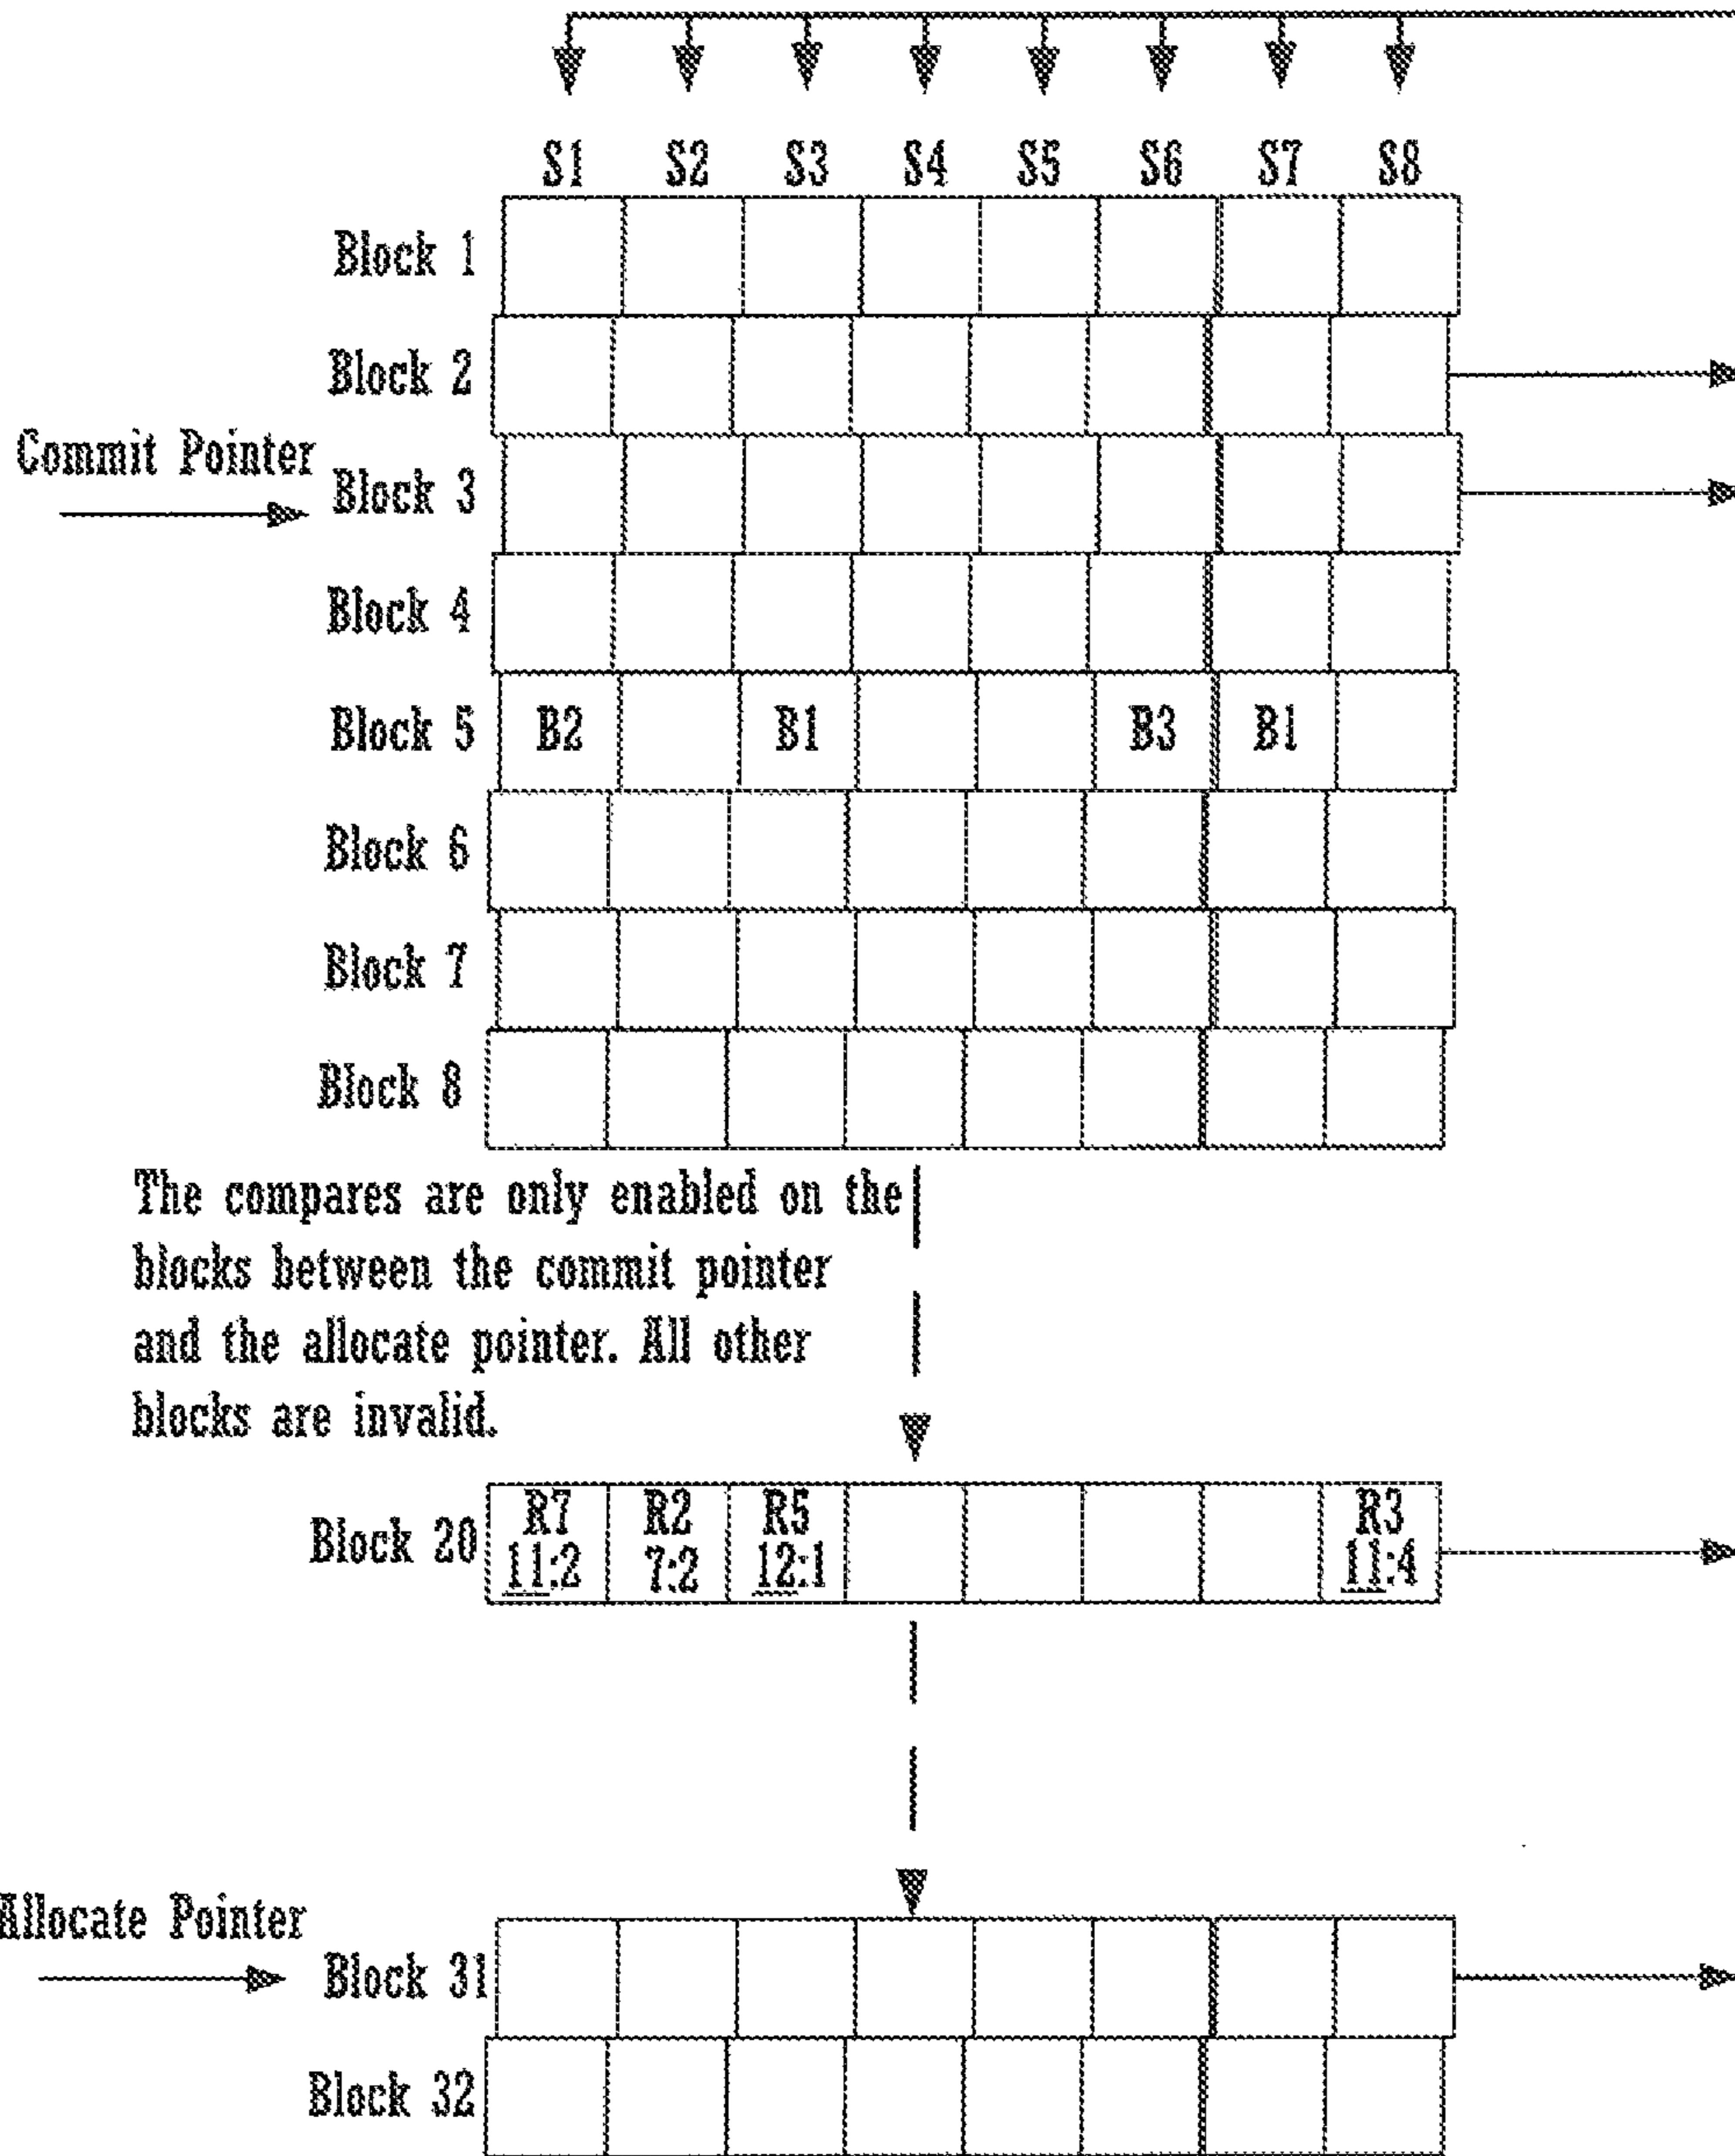 S1 S2 S3 S4 S5 S6 S7 S8
Block 1
Block 2
Commit Pointer
Block 3
Block 4
Block 5 B2 B1 B3 B1
Block 6
Block 7
Block 8
The compares are only enabled on the
blocks between the commit pointer
and the allocate pointer. All other
blocks are invalid.
R7 R2 R5 R3
Block 20
11:2 7:2 12:1 11:4
Allocate Pointer
Block 31
Block 32